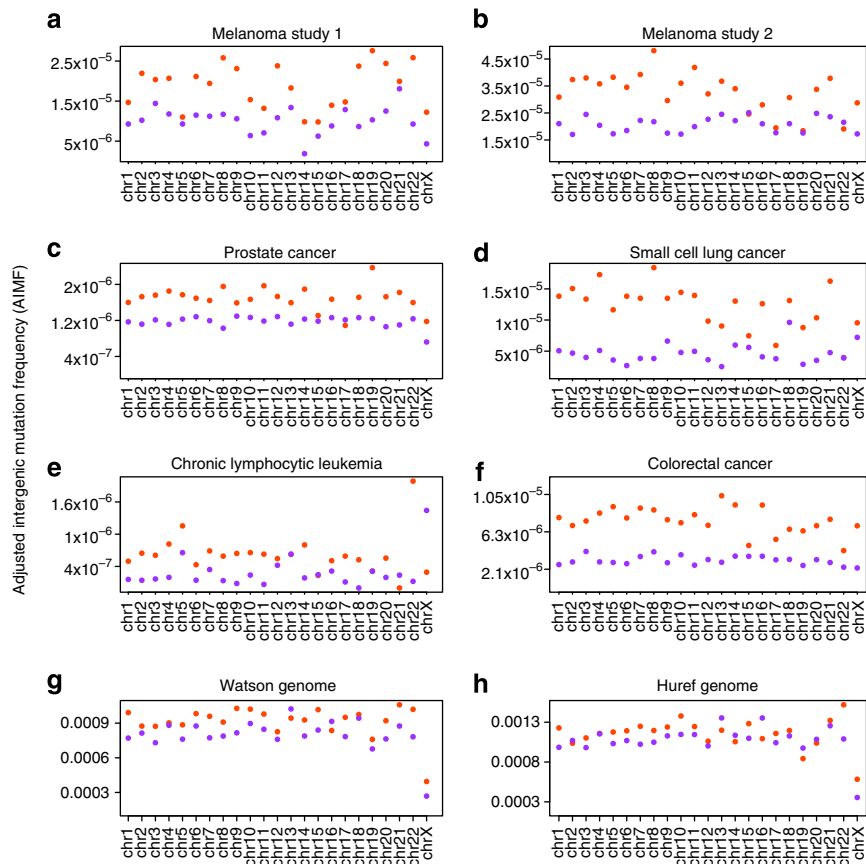 Adjusted intergenic mutation frequency (AIMF)
a
Melanoma study 1
2.5x10⁻⁵
1.5x10⁻⁵
5x10⁻⁶
chr1 chr2 chr3 chr4 chr5 chr6 chr7 chr8 chr9 chr10 chr11 chr12 chr13 chr14 chr15 chr16 chr17 chr18 chr19 chr20 chr21 chr22 chrX
b
Melanoma study 2
4.5x10⁻⁵
3.5x10⁻⁵
2.5x10⁻⁵
1.5x10⁻⁵
chr1 chr2 chr3 chr4 chr5 chr6 chr7 chr8 chr9 chr10 chr11 chr12 chr13 chr14 chr15 chr16 chr17 chr18 chr19 chr20 chr21 chr22 chrX
c
Prostate cancer
2x10⁻⁶
1.2x10⁻⁶
4x10⁻⁷
chr1 chr2 chr3 chr4 chr5 chr6 chr7 chr8 chr9 chr10 chr11 chr12 chr13 chr14 chr15 chr16 chr17 chr18 chr19 chr20 chr21 chr22 chrX
d
Small cell lung cancer
1.5x10⁻⁵
1x10⁻⁵
5x10⁻⁶
chr1 chr2 chr3 chr4 chr5 chr6 chr7 chr8 chr9 chr10 chr11 chr12 chr13 chr14 chr15 chr16 chr17 chr18 chr19 chr20 chr21 chr22 chrX
e
Chronic lymphocytic leukemia
1.6x10⁻⁶
1x10⁻⁶
4x10⁻⁷
chr1 chr2 chr3 chr4 chr5 chr6 chr7 chr8 chr9 chr10 chr11 chr12 chr13 chr14 chr15 chr16 chr17 chr18 chr19 chr20 chr21 chr22 chrX
f
Colorectal cancer
1.05x10⁻⁵
6.3x10⁻⁶
2.1x10⁻⁶
chr1 chr2 chr3 chr4 chr5 chr6 chr7 chr8 chr9 chr10 chr11 chr12 chr13 chr14 chr15 chr16 chr17 chr18 chr19 chr20 chr21 chr22 chrX
g
Watson genome
0.0009
0.0006
0.0003
chr1 chr2 chr3 chr4 chr5 chr6 chr7 chr8 chr9 chr10 chr11 chr12 chr13 chr14 chr15 chr16 chr17 chr18 chr19 chr20 chr21 chr22 chrX
h
Huref genome
0.0013
0.0008
0.0003
chr1 chr2 chr3 chr4 chr5 chr6 chr7 chr8 chr9 chr10 chr11 chr12 chr13 chr14 chr15 chr16 chr17 chr18 chr19 chr20 chr21 chr22 chrX